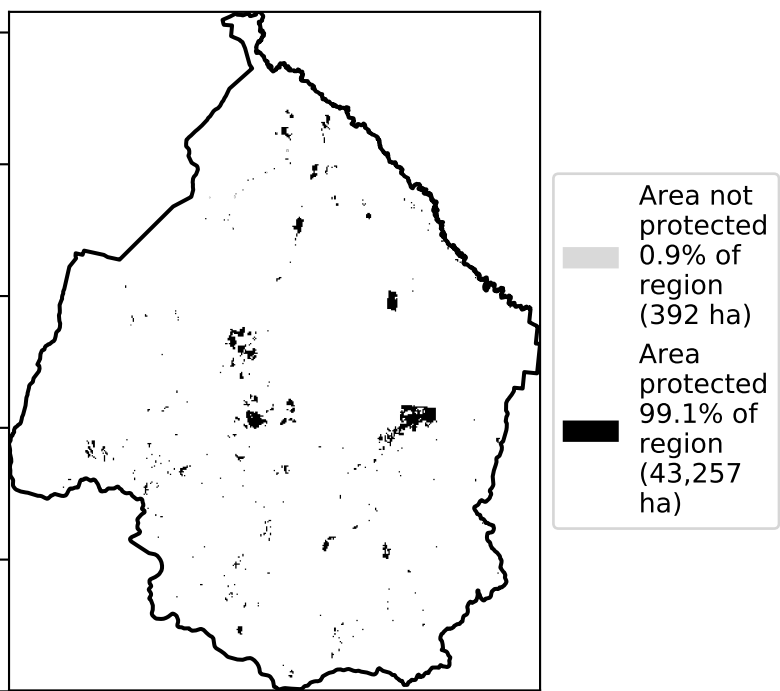 Area not
protected
0.9% of
region
(392 ha)
Area
protected
99.1% of
region
(43,257
ha)